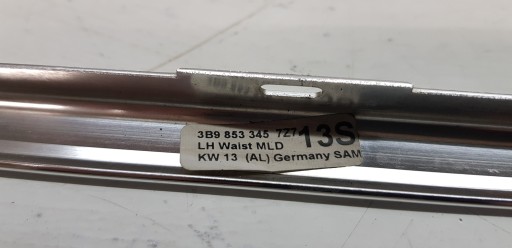 3B9 853 345 7Z7 13S
LH Waist MLD
KW 13 (AL) Germany SAM